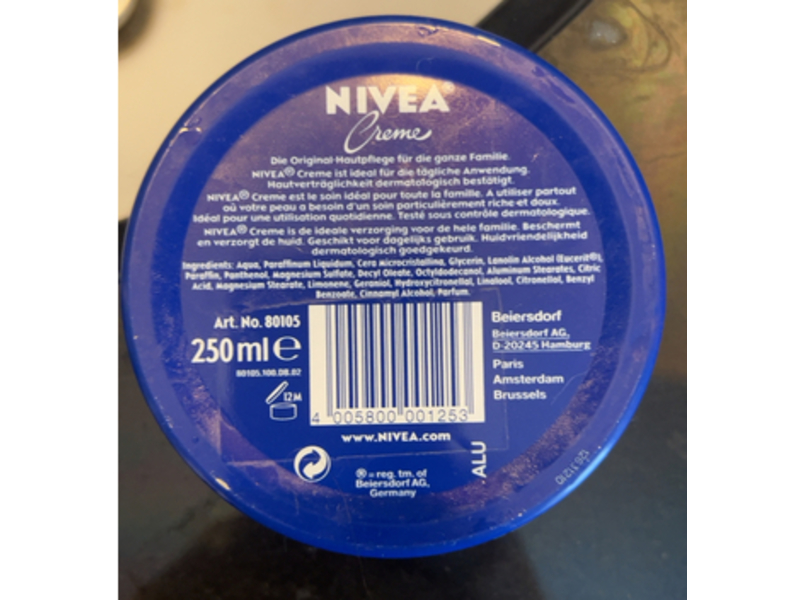 NIVEA®
Creme
Die Original-Hautpflege für die ganze Familie.
NIVEA® Creme ist ideal für die tägliche Anwendung.
Hautverträglichkeit dermatologisch bestätigt.
NIVEA® Creme est le soin idéal pour toute la famille. A utiliser partout
où votre peau a besoin d'un soin particulièrement riche et doux.
Idéal pour une utilisation quotidienne. Testé sous contrôle dermatologique.
NIVEA® Creme is de ideale verzorging voor de hele familie. Beschermt
en verzorgt de huid. Geschikt voor dagelijks gebruik. Huidvriendelijkheid
dermatologisch goedgekeurd.
Ingredients: Aqua, Paraffinum Liquidum, Cera Microcristallina, Glycerin, Lanolin Alcohol (Eucerit®),
Paraffin, Panthenol, Magnesium Sulfate, Decyl Oleate, Octyldodecanol, Aluminum Stearates, Citric
Acid, Magnesium Stearate, Limonene, Geraniol, Hydroxycitronellal, Linalool, Citronellol, Benzyl
Benzoate, Cinnamyl Alcohol, Parfum.
Art. No. 80105
250 ml e
80105.100.DB.02
12M
4 005800 001253
Beiersdorf
Beiersdorf AG,
D-20245 Hamburg
Paris
Amsterdam
Brussels
www.NIVEA.com
ALU
® = reg. tm. of
Beiersdorf AG,
Germany